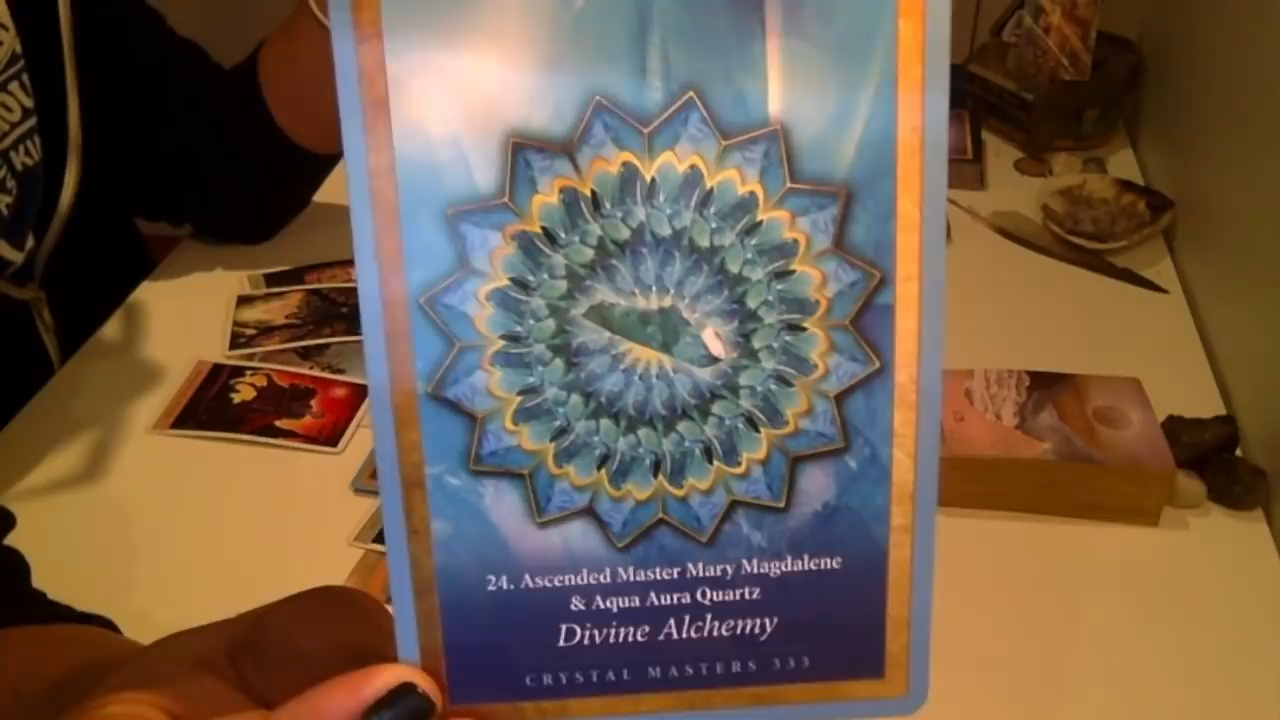 24. Ascended Master Mary Magdalene
& Aqua Aura Quartz
Divine Alchemy
CRYSTAL MASTERS 333